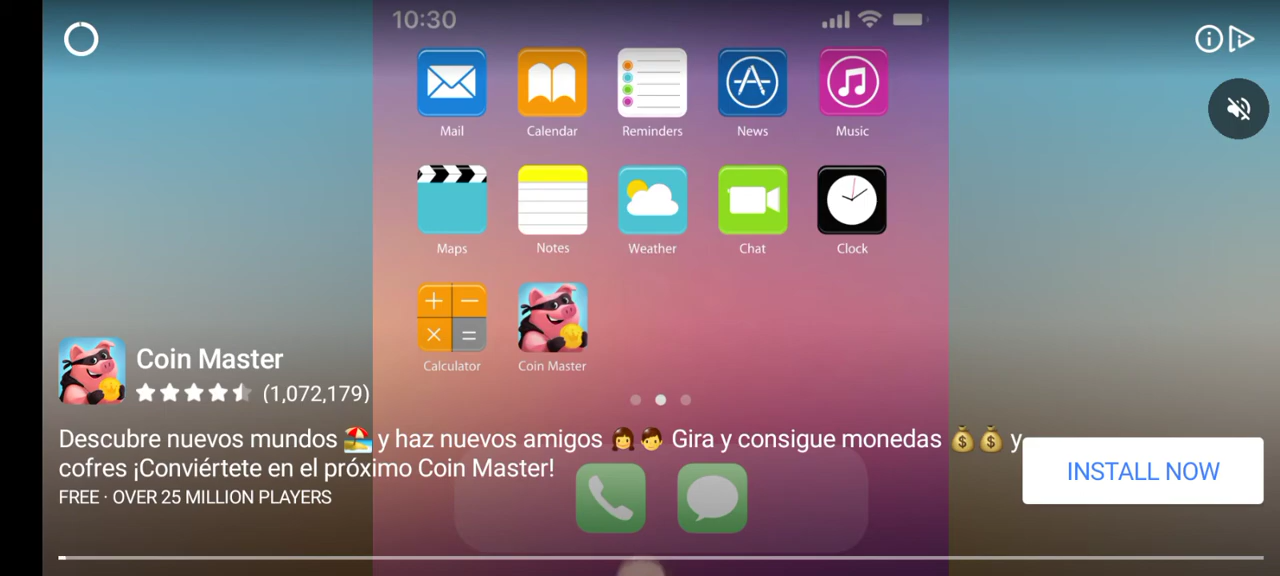 10:30
Mail Calendar Reminders News Music
Maps Notes Weather Chat Clock
Calculator Coin Master
Coin Master
(1,072,179)
Descubre nuevos mundos 🏖️ y haz nuevos amigos 👩🧑 Gira y consigue monedas 💰💰 y
cofres ¡Conviértete en el próximo Coin Master!
FREE · OVER 25 MILLION PLAYERS
INSTALL NOW